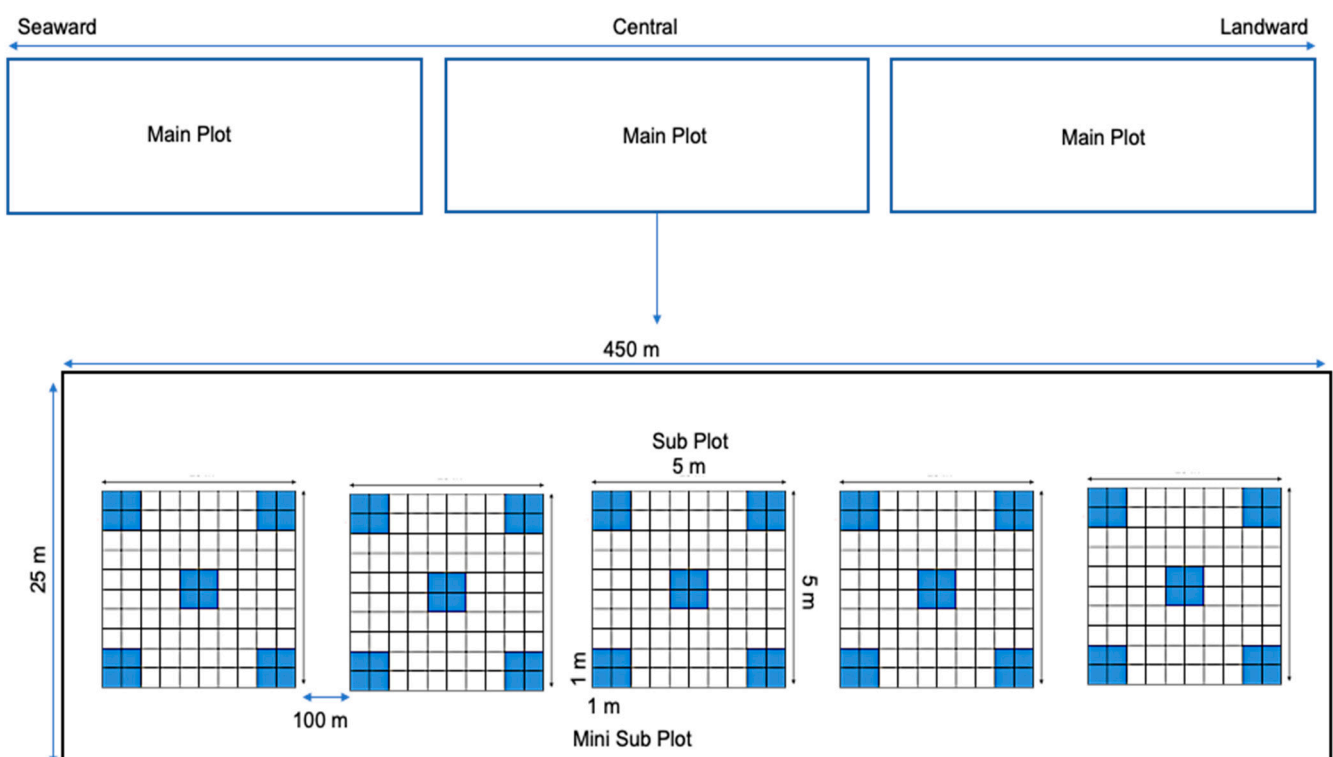 Seaward
Central
Landward
Main Plot
Main Plot
Main Plot
450 m
Sub Plot
5 m
25 m
5 m
1 m
100 m
1 m
Mini Sub Plot